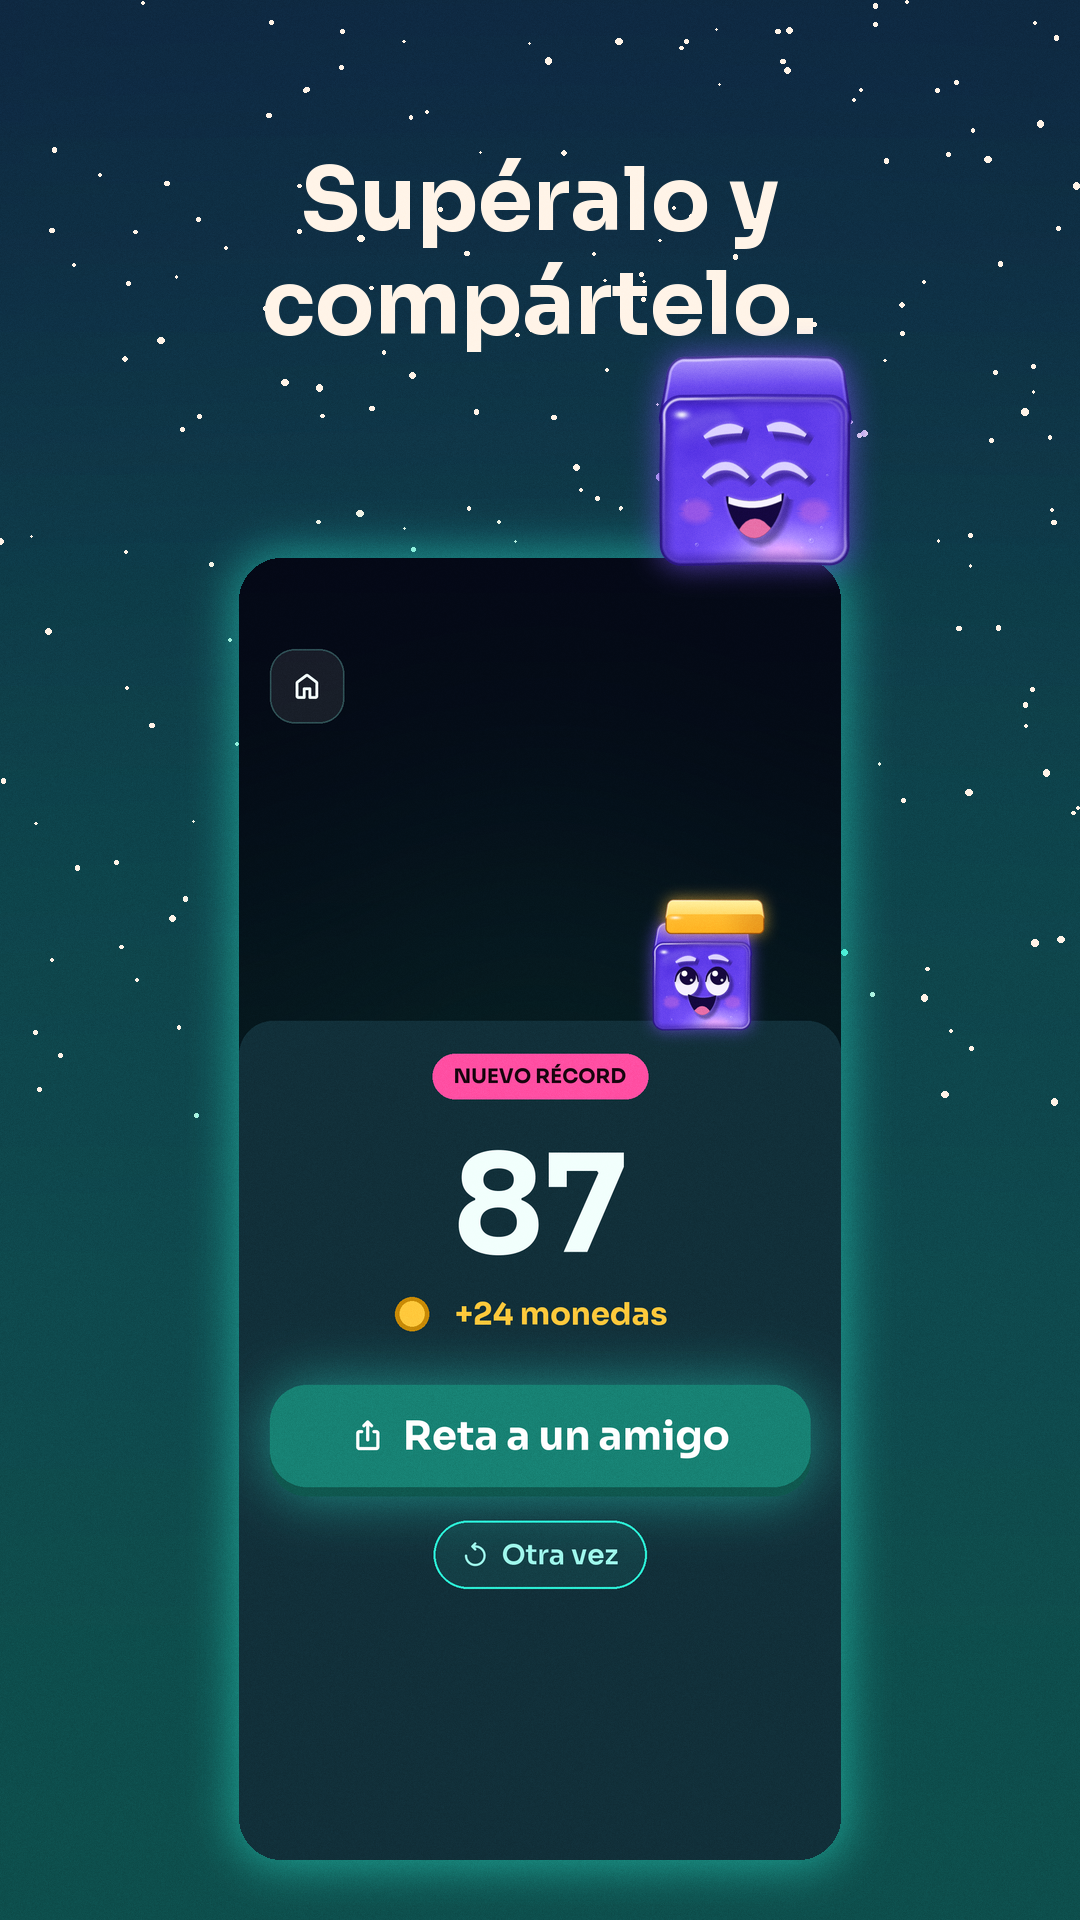 Supéralo y
compártelo.
NUEVO RÉCORD
87
+24 monedas
Reta a un amigo
Otra vez